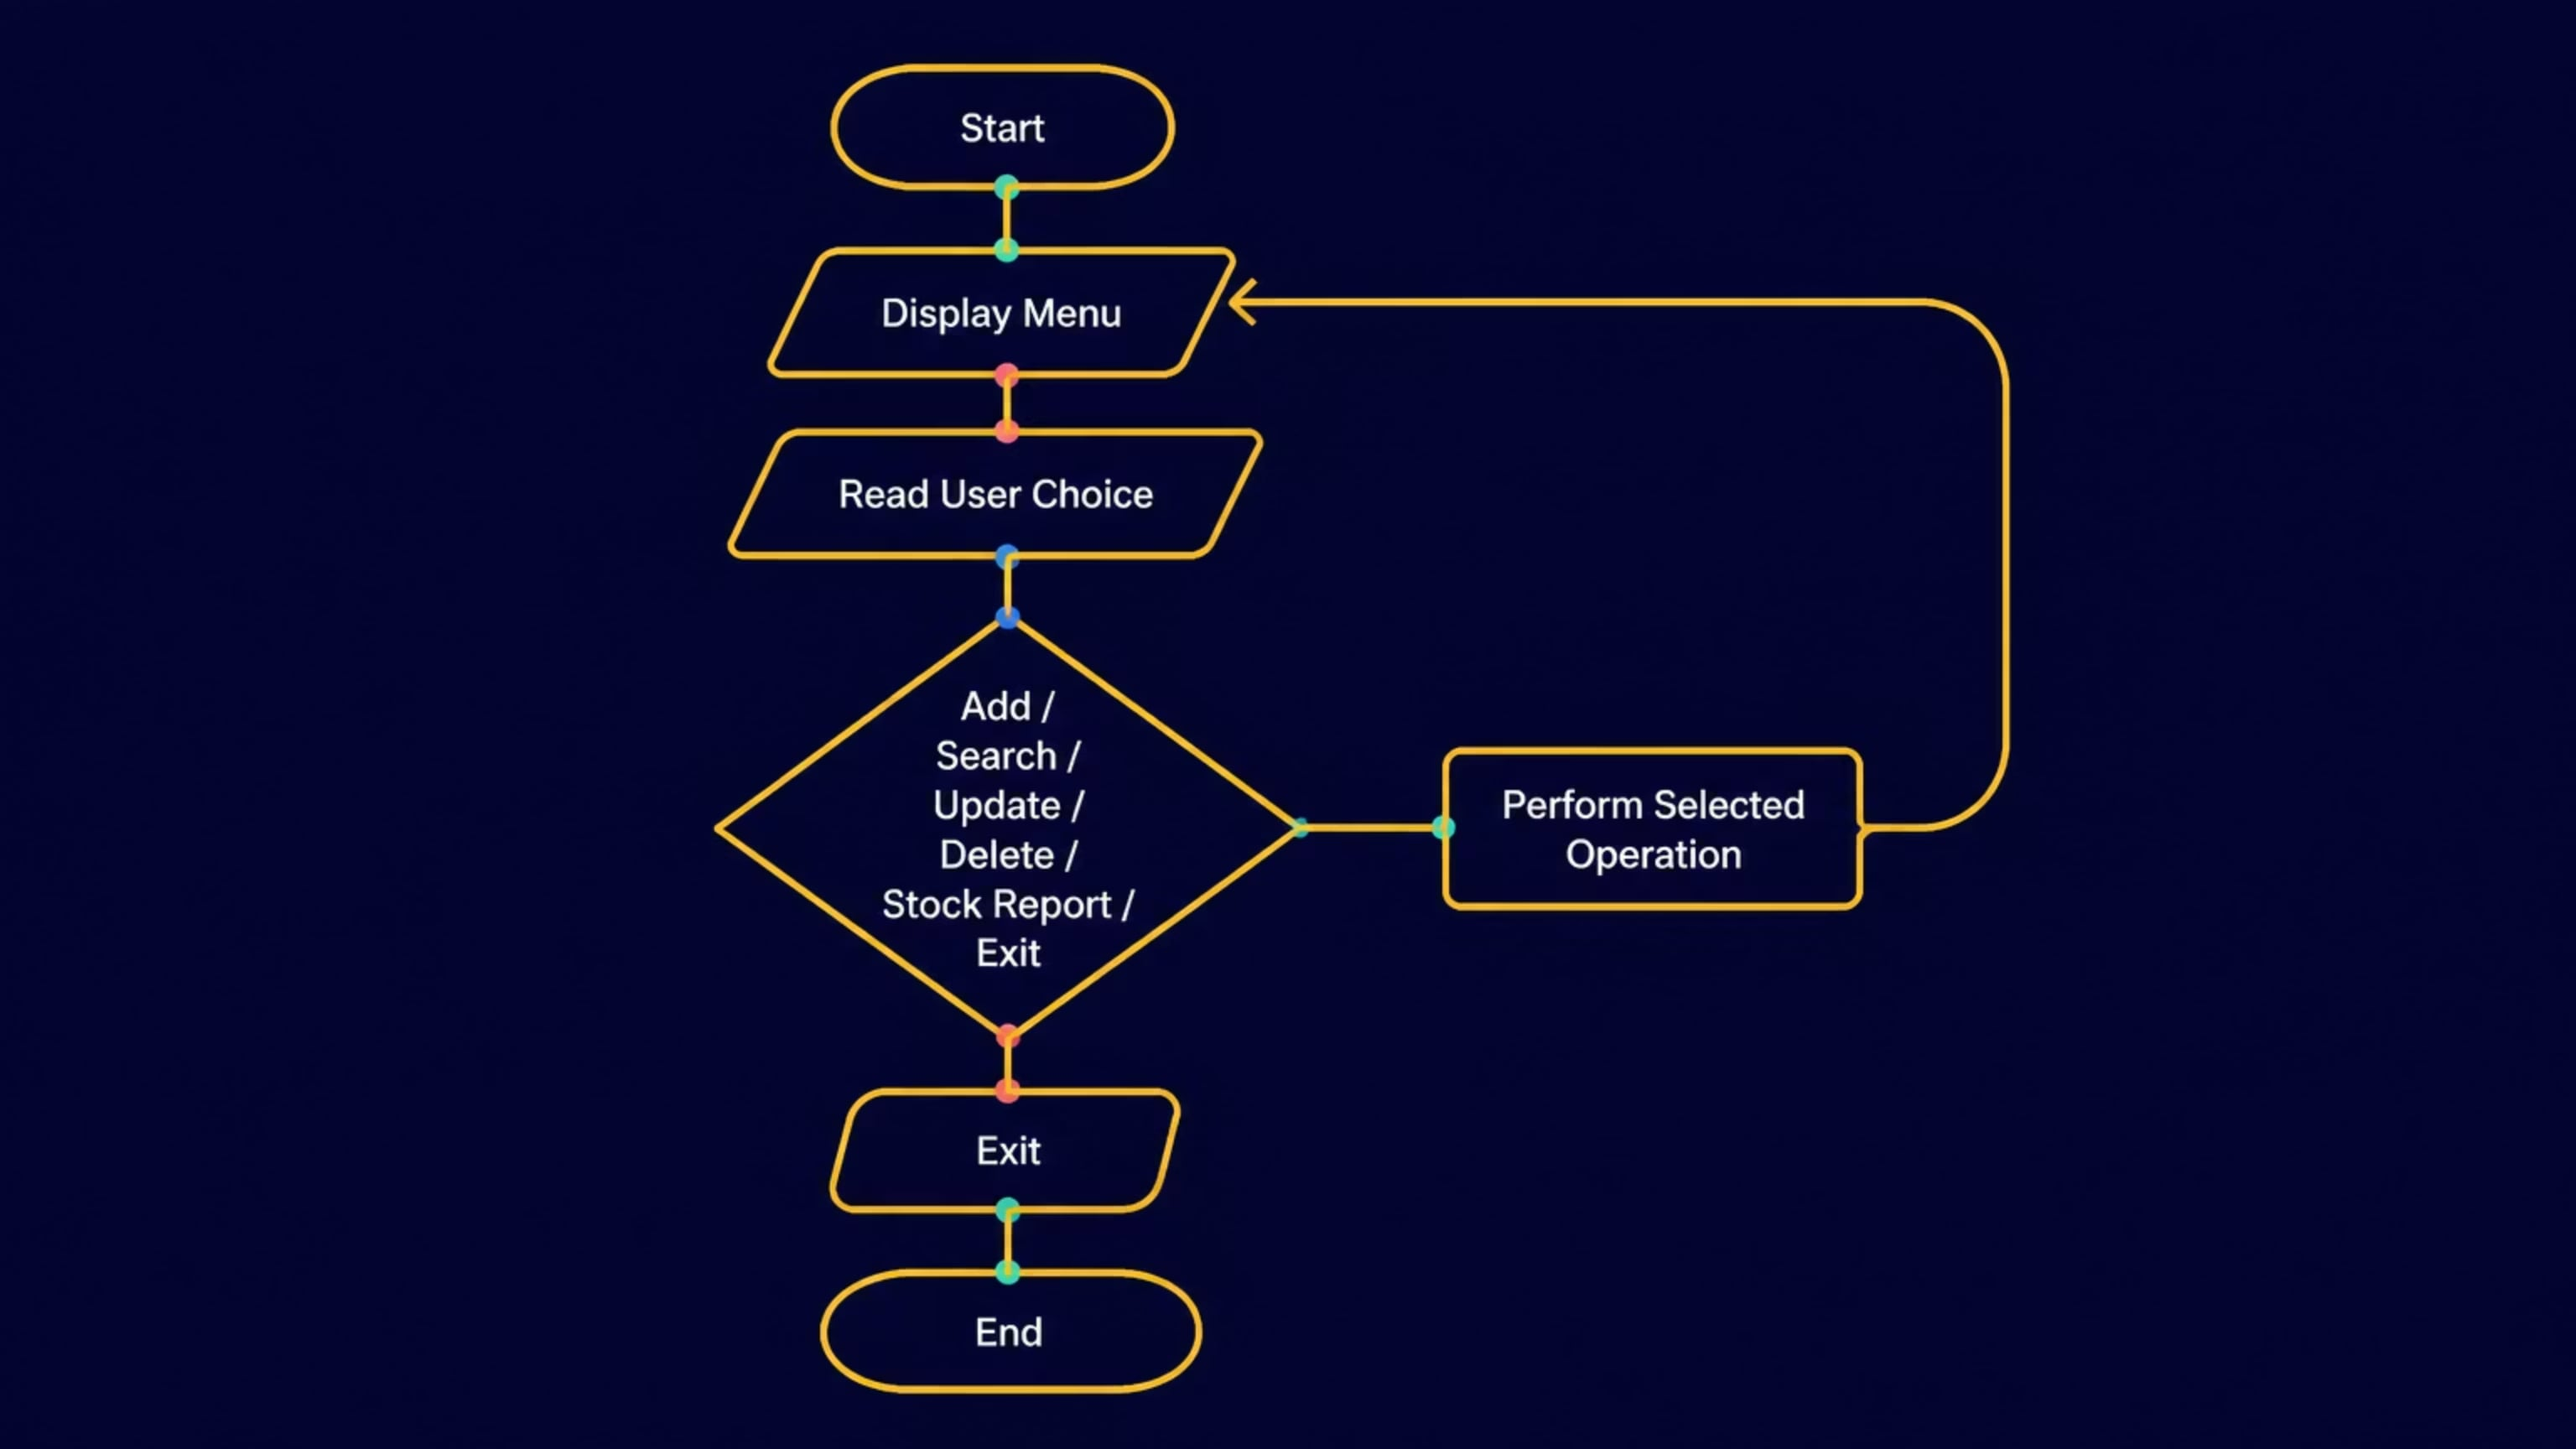 Start
Display Menu
Read User Choice
Add /
Search /
Update /
Delete /
Stock Report /
Exit
Perform Selected
Operation
Exit
End